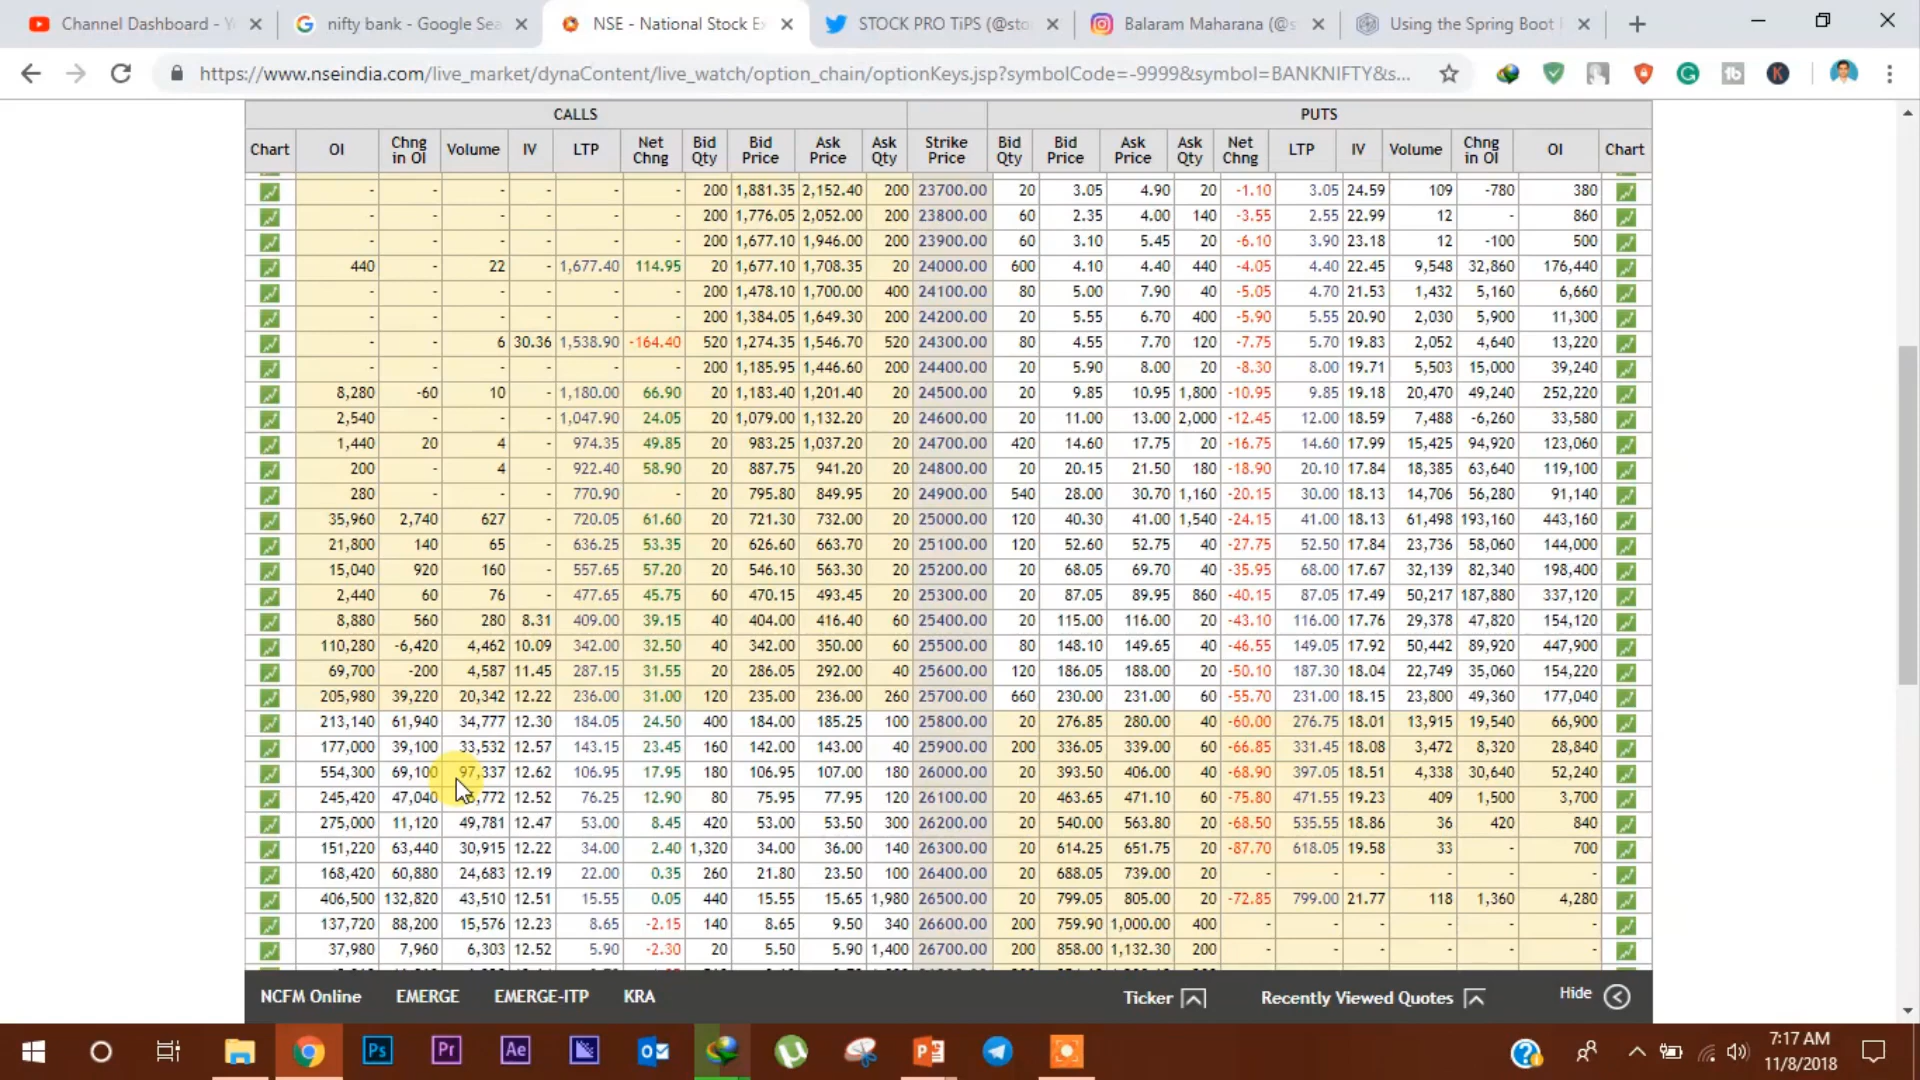 Channel Dashboard - Y
nifty bank - Google Sea
NSE - National Stock Ex
STOCK PRO TiPS (@sto
Balaram Maharana (@s
Using the Spring Boot
https://www.nseindia.com/live_market/dynaContent/live_watch/option_chain/optionKeys.jsp?symbolCode=-9999&symbol=BANKNIFTY&s...
CALLS PUTS
Chart OI Chng in OI Volume IV LTP Net Chng Bid Qty Bid Price Ask Price Ask Qty Strike Price Bid Qty Bid Price Ask Price Ask Qty Net Chng LTP IV Volume Chng in OI OI Chart
- - - - - - 200 1,881.35 2,152.40 200 23700.00 20 3.05 4.90 20 -1.10 3.05 24.59 109 -780 380
- - - - - - 200 1,776.05 2,052.00 200 23800.00 60 2.35 4.00 140 -3.55 2.55 22.99 12 - 860
- - - - - - 200 1,677.10 1,946.00 200 23900.00 60 3.10 5.45 20 -6.10 3.90 23.18 12 -100 500
440 - 22 - 1,677.40 114.95 20 1,677.10 1,708.35 20 24000.00 600 4.10 4.40 440 -4.05 4.40 22.45 9,548 32,860 176,440
- - - - - - 200 1,478.10 1,700.00 400 24100.00 80 5.00 7.90 40 -5.05 4.70 21.53 1,432 5,160 6,660
- - - - - - 200 1,384.05 1,649.30 200 24200.00 20 5.55 6.70 400 -5.90 5.55 20.90 2,030 5,900 11,300
- - 6 30.36 1,538.90 -164.40 520 1,274.35 1,546.70 520 24300.00 80 4.55 7.70 120 -7.75 5.70 19.83 2,052 4,640 13,220
- - - - - - 200 1,185.95 1,446.60 200 24400.00 20 5.90 8.00 20 -8.30 8.00 19.71 5,503 15,000 39,240
8,280 -60 10 - 1,180.00 66.90 20 1,183.40 1,201.40 20 24500.00 20 9.85 10.95 1,800 -10.95 9.85 19.18 20,470 49,240 252,220
2,540 - - - 1,047.90 24.05 20 1,079.00 1,132.20 20 24600.00 20 11.00 13.00 2,000 -12.45 12.00 18.59 7,488 -6,260 33,580
1,440 20 4 - 974.35 49.85 20 983.25 1,037.20 20 24700.00 420 14.60 17.75 20 -16.75 14.60 17.99 15,425 94,920 123,060
200 - 4 - 922.40 58.90 20 887.75 941.20 20 24800.00 20 20.15 21.50 180 -18.90 20.10 17.84 18,385 63,640 119,100
280 - - - 770.90 - 20 795.80 849.95 20 24900.00 540 28.00 30.70 1,160 -20.15 30.00 18.13 14,706 56,280 91,140
35,960 2,740 627 - 720.05 61.60 20 721.30 732.00 20 25000.00 120 40.30 41.00 1,540 -24.15 41.00 18.13 61,498 193,160 443,160
21,800 140 65 - 636.25 53.35 20 626.60 663.70 20 25100.00 120 52.60 52.75 40 -27.75 52.50 17.84 23,736 58,060 144,000
15,040 920 160 - 557.65 57.20 20 546.10 563.30 20 25200.00 20 68.05 69.70 40 -35.95 68.00 17.67 32,139 82,340 198,400
2,440 60 76 - 477.65 45.75 60 470.15 493.45 20 25300.00 20 87.05 89.95 860 -40.15 87.05 17.49 50,217 187,880 337,120
8,880 560 280 8.31 409.00 39.15 40 404.00 416.40 60 25400.00 20 115.00 116.00 20 -43.10 116.00 17.76 29,378 47,820 154,120
110,280 -6,420 4,462 10.09 342.00 32.50 40 342.00 350.00 60 25500.00 80 148.10 149.65 40 -46.55 149.05 17.92 50,442 89,920 447,900
69,700 -200 4,587 11.45 287.15 31.55 20 286.05 292.00 40 25600.00 120 186.05 188.00 20 -50.10 187.30 18.04 22,749 35,060 154,220
205,980 39,220 20,342 12.22 236.00 31.00 120 235.00 236.00 260 25700.00 660 230.00 231.00 60 -55.70 231.00 18.15 23,800 49,360 177,040
213,140 61,940 34,777 12.30 184.05 24.50 400 184.00 185.25 100 25800.00 20 276.85 280.00 40 -60.00 276.75 18.01 13,915 19,540 66,900
177,000 39,100 33,532 12.57 143.15 23.45 160 142.00 143.00 40 25900.00 200 336.05 339.00 60 -66.85 331.45 18.08 3,472 8,320 28,840
554,300 69,100 97,337 12.62 106.95 17.95 180 106.95 107.00 180 26000.00 20 393.50 406.00 40 -68.90 397.05 18.51 4,338 30,640 52,240
245,420 47,040 12.52 76.25 12.90 80 75.95 77.95 120 26100.00 20 463.65 471.10 60 -75.80 471.55 19.23 409 1,500 3,700
275,000 11,120 49,781 12.47 53.00 8.45 420 53.00 53.50 300 26200.00 20 540.00 563.80 20 -68.50 535.55 18.86 36 420 840
151,220 63,440 30,915 12.22 34.00 2.40 1,320 34.00 36.00 140 26300.00 20 614.25 651.75 20 -87.70 618.05 19.58 33 - 700
168,420 60,880 24,683 12.19 22.00 0.35 260 21.80 23.50 100 26400.00 20 688.05 739.00 20 - - - - - -
406,500 132,820 43,510 12.51 15.55 0.05 440 15.55 15.65 1,980 26500.00 20 799.05 805.00 20 -72.85 799.00 21.77 118 1,360 4,280
137,720 88,200 15,576 12.23 8.65 -2.15 140 8.65 9.50 340 26600.00 200 759.90 1,000.00 400 - - - - - -
37,980 7,960 6,303 12.52 5.90 -2.30 20 5.50 5.90 1,400 26700.00 200 858.00 1,132.30 200 - - - - - -
NCFM Online EMERGE EMERGE-ITP KRA Ticker Recently Viewed Quotes Hide
7:17 AM
11/8/2018